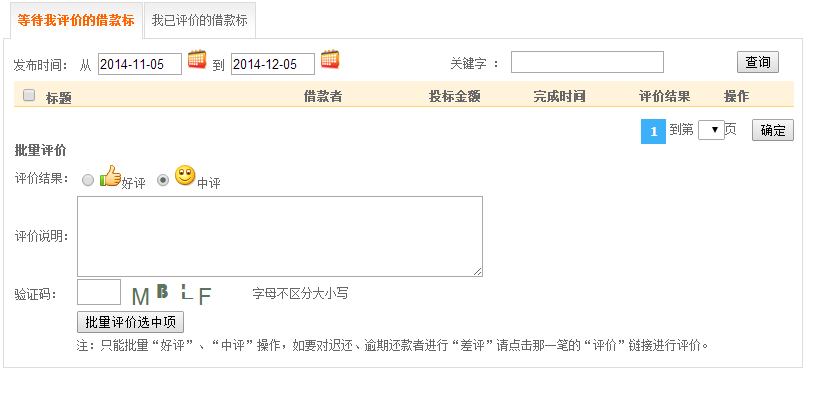 等待我评价的借款标 我已评价的借款标
发布时间： 从 2014-11-05 到 2014-12-05 关键字 ： 查询
标题 借款者 投标金额 完成时间 评价结果 操作
1 到第 页 确定
批量评价
评价结果： 好评 中评
评价说明：
验证码： M B L F 字母不区分大小写
批量评价选中项
注：只能批量“好评”、“中评”操作，如要对迟还、逾期还款者进行“差评”请点击那一笔的“评价”链接进行评价。